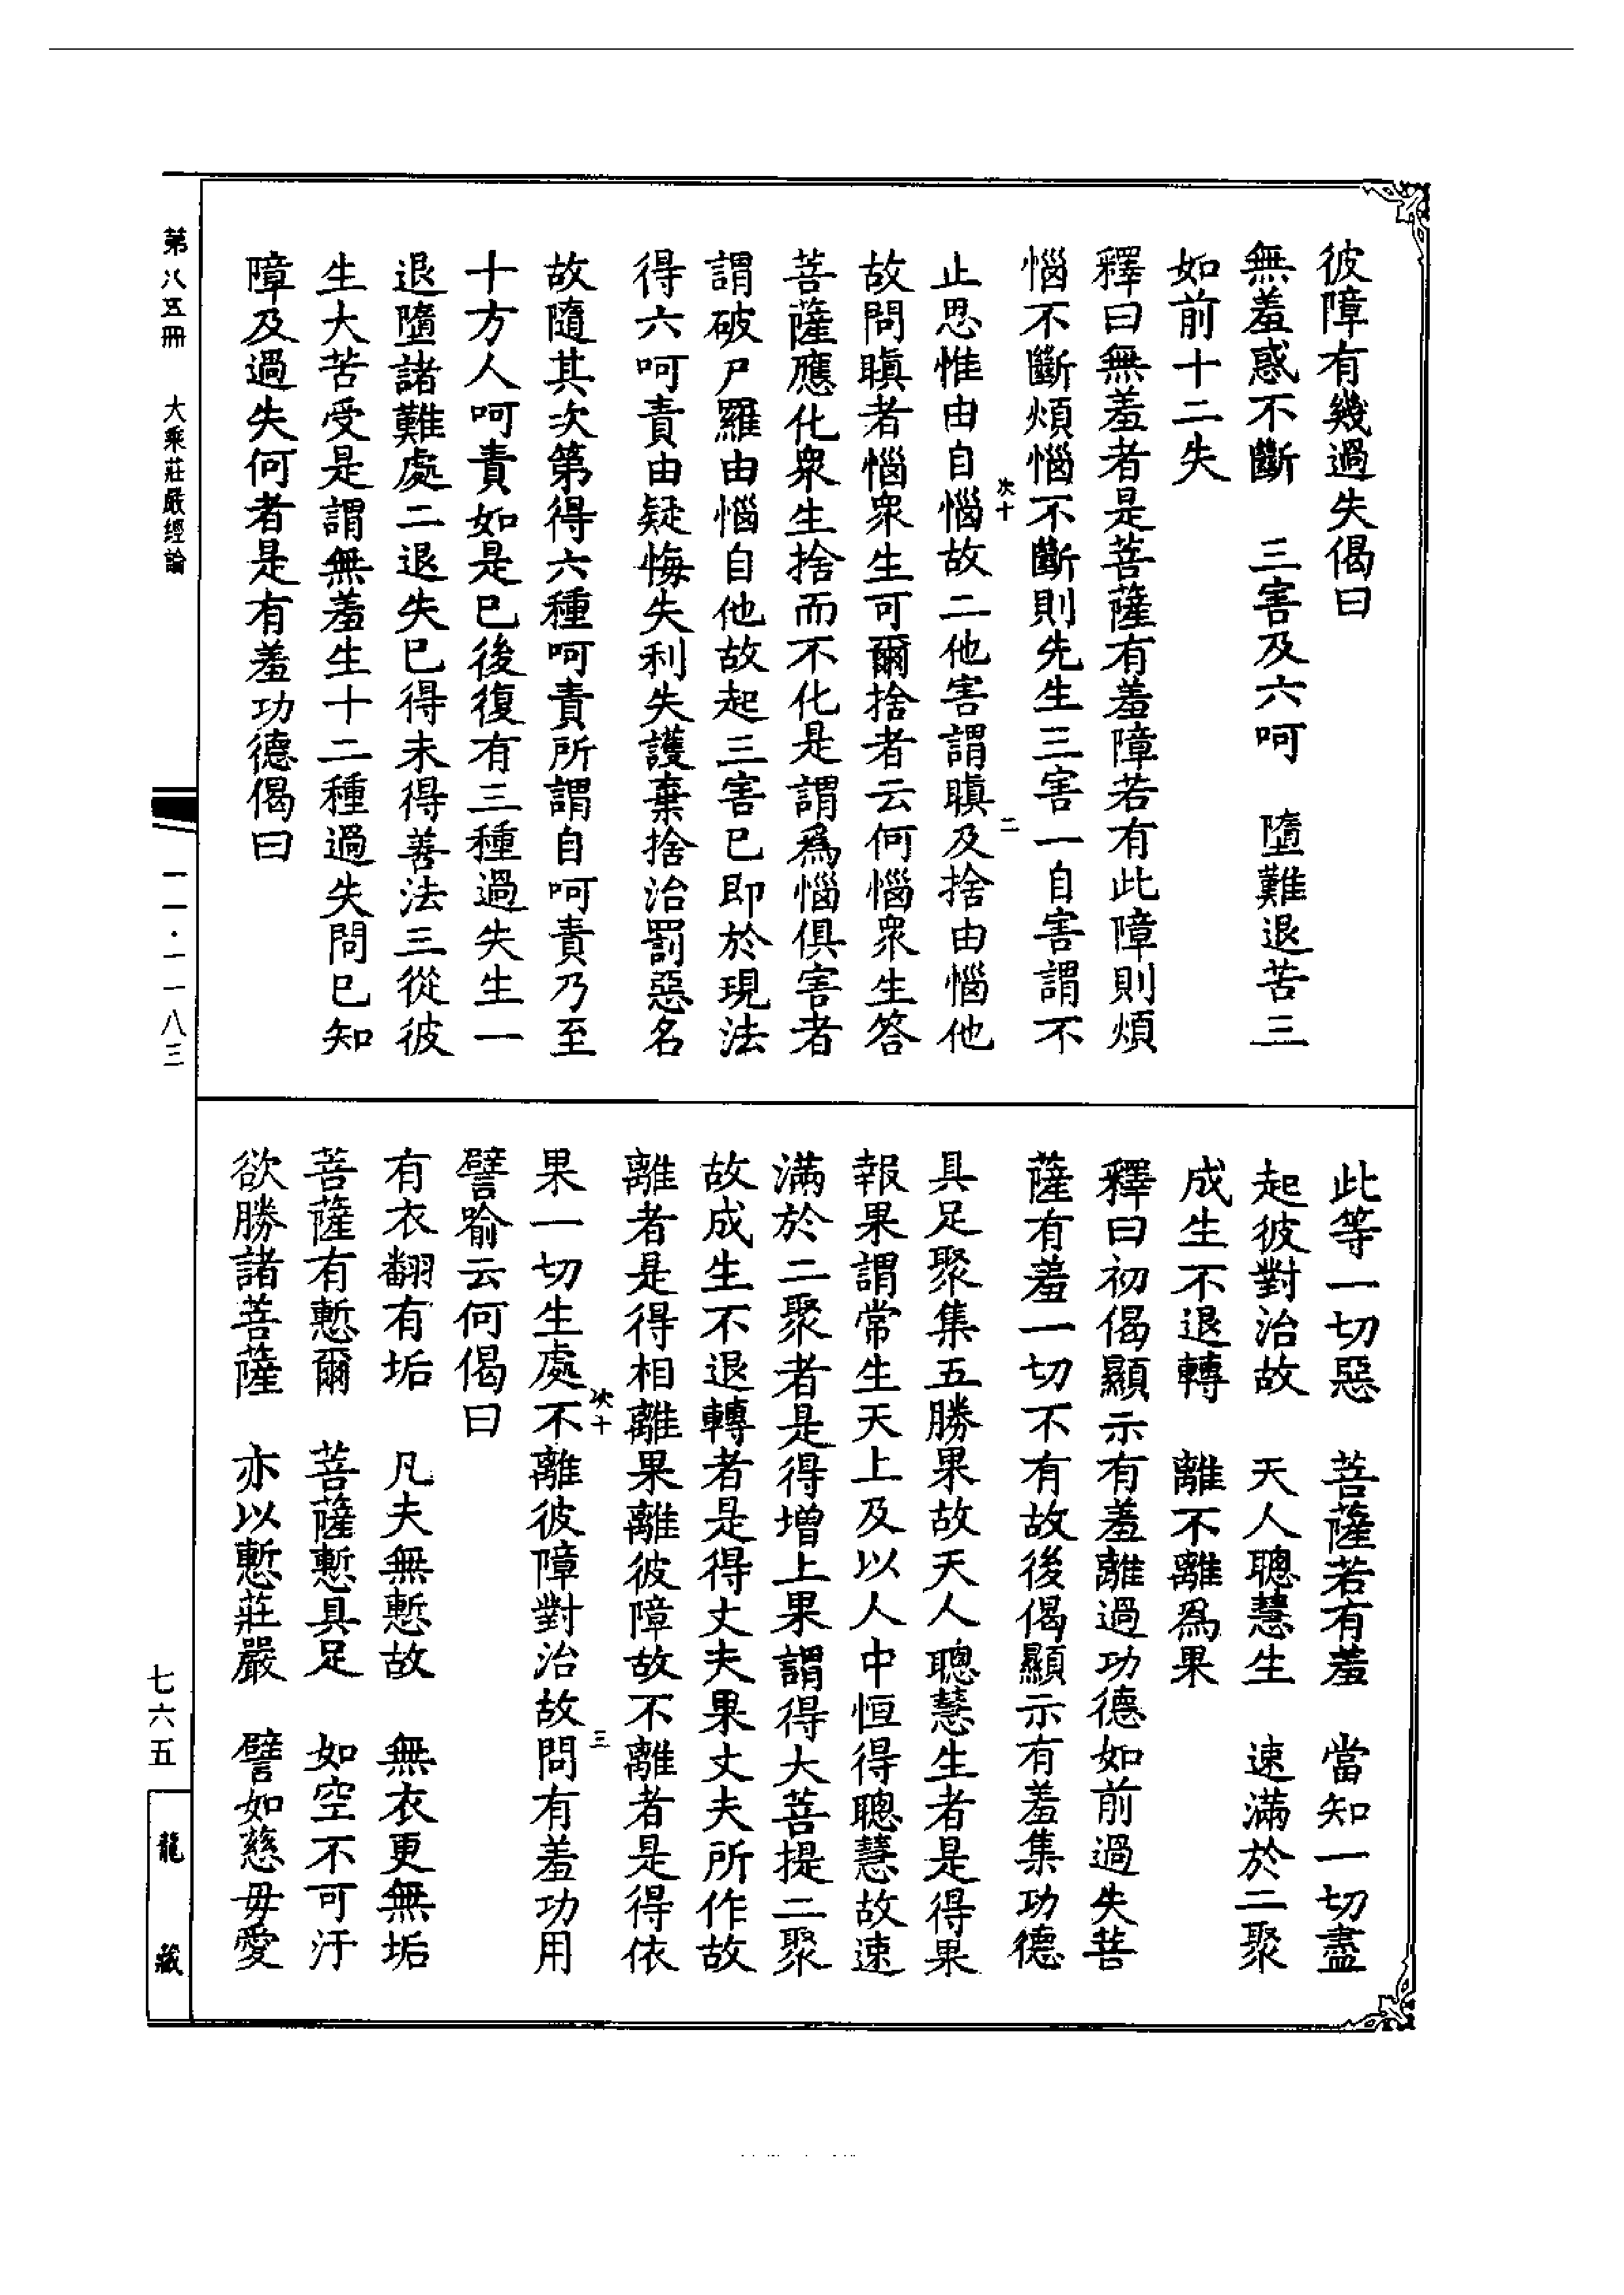 彼障有幾過失偈曰
無羞惑不斷　三害及六呵　墮難退苦三
如前十二失
釋曰無羞者是菩薩有羞障若有此障則煩
惱不斷煩惱不斷則先生三害一自害謂不
次十
二
止思惟由自惱故二他害謂瞋及捨由惱他
故問瞋者惱衆生可爾捨者云何惱衆生答
菩薩應化衆生捨而不化是謂爲惱俱害者
謂破尸羅由惱自他故起三害已即於現法
得六呵責由疑悔失利失護棄捨治罰惡名
故隨其次第得六種呵責所謂自呵責乃至
十方人呵責如是已後復有三種過失生一
退墮諸難處二退失已得未得善法三從彼
生大苦受是謂無羞生十二種過失問已知
障及過失何者是有羞功德偈曰
此等一切惡　菩薩若有羞　當知一切盡
起彼對治故　天人聰慧生　速滿於二聚
成生不退轉　離不離爲果
釋曰初偈顯示有羞離過功德如前過失菩
薩有羞一切不有故後偈顯示有羞集功德
具足聚集五勝果故天人聰慧生者是得果
報果謂常生天上及以人中恒得聰慧故速
滿於二聚者是得增上果謂得大菩提二聚
故成生不退轉者是得丈夫果丈夫所作故
離者是得相離果離彼障故不離者是得依
次十
三
果一切生處不離彼障對治故問有羞功用
譬喻云何偈曰
有衣翻有垢　凡夫無慙故　無衣更無垢
菩薩有慙爾　菩薩慙具足　如空不可汙
欲勝諸菩薩　亦以慙莊嚴　譬如慈毋愛
第八五冊　大乘莊嚴經論
一一·一一八三
七六五
龍藏